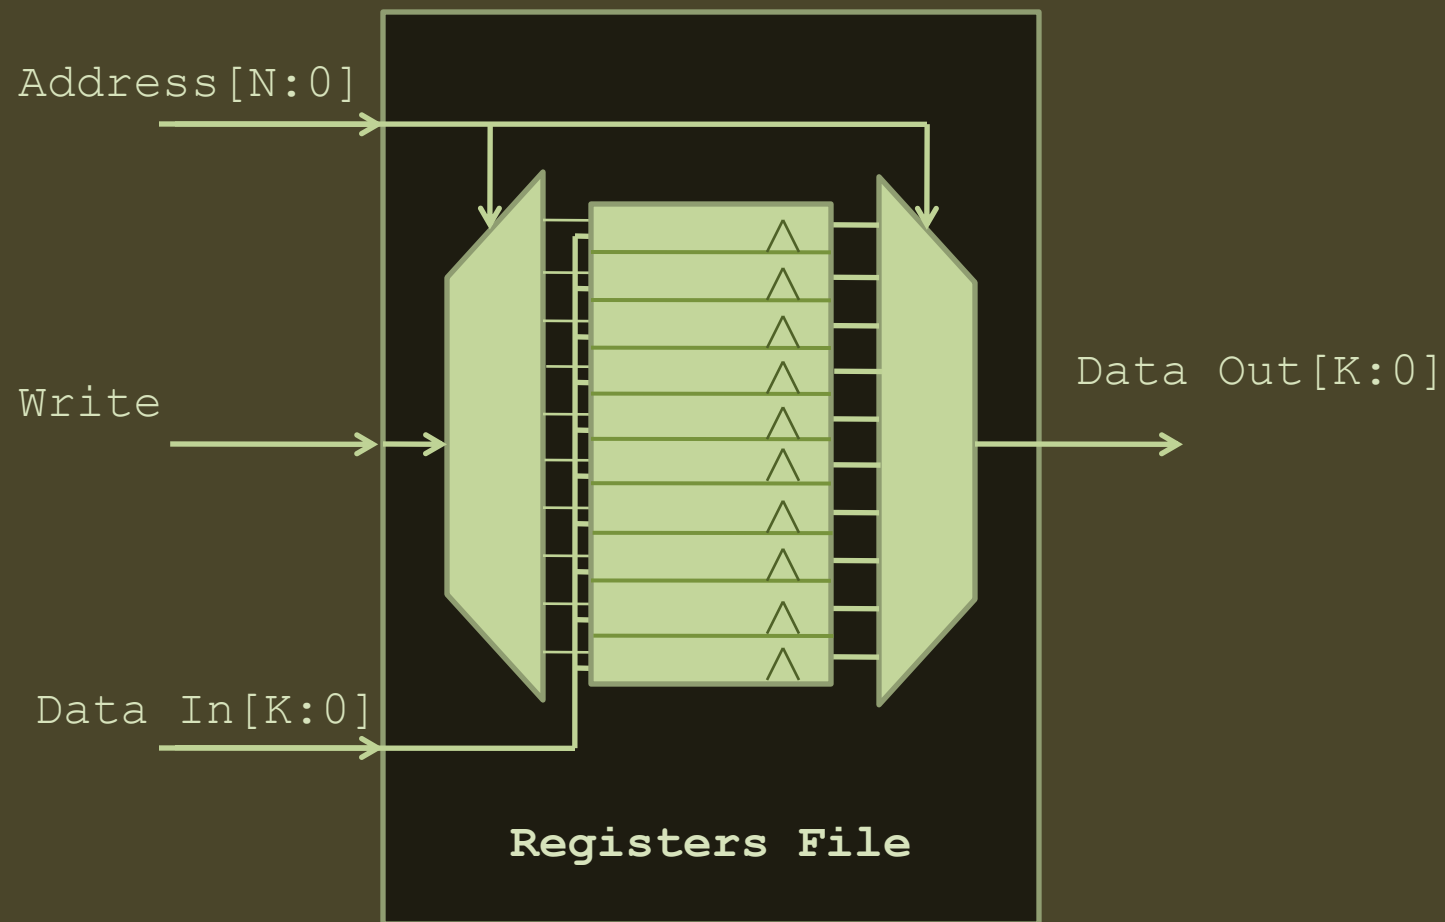 Address[N:0]
Data Out[K:0]
Write
Data In[K:0]
Registers File